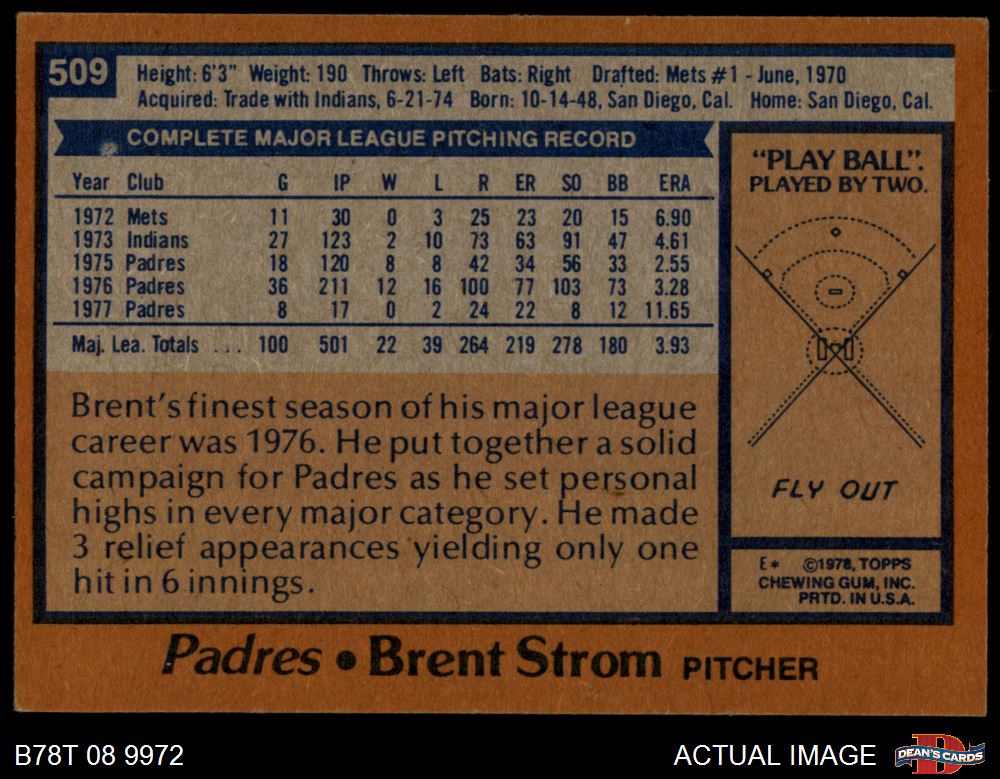 509
Height: 6'3" Weight: 190 Throws: Left Bats: Right Drafted: Mets #1 - June, 1970
Acquired: Trade with Indians, 6-21-74 Born: 10-14-48, San Diego, Cal. Home: San Diego, Cal.
COMPLETE MAJOR LEAGUE PITCHING RECORD
Year Club G IP W L R ER SO BB ERA
1972 Mets 11 30 0 3 25 23 20 15 6.90
1973 Indians 27 123 2 10 73 63 91 47 4.61
1975 Padres 18 120 8 8 42 34 56 33 2.55
1976 Padres 36 211 12 16 100 77 103 73 3.28
1977 Padres 8 17 0 2 24 22 8 12 11.65
Maj. Lea. Totals ... 100 501 22 39 264 219 278 180 3.93
Brent's finest season of his major league
career was 1976. He put together a solid
campaign for Padres as he set personal
highs in every major category. He made
3 relief appearances yielding only one
hit in 6 innings.
"PLAY BALL".
PLAYED BY TWO.
FLY OUT
E* ©1978, TOPPS
CHEWING GUM, INC.
PRTD. IN U.S.A.
Padres • Brent Strom PITCHER
B78T 08 9972
ACTUAL IMAGE
DEAN'S CARDS